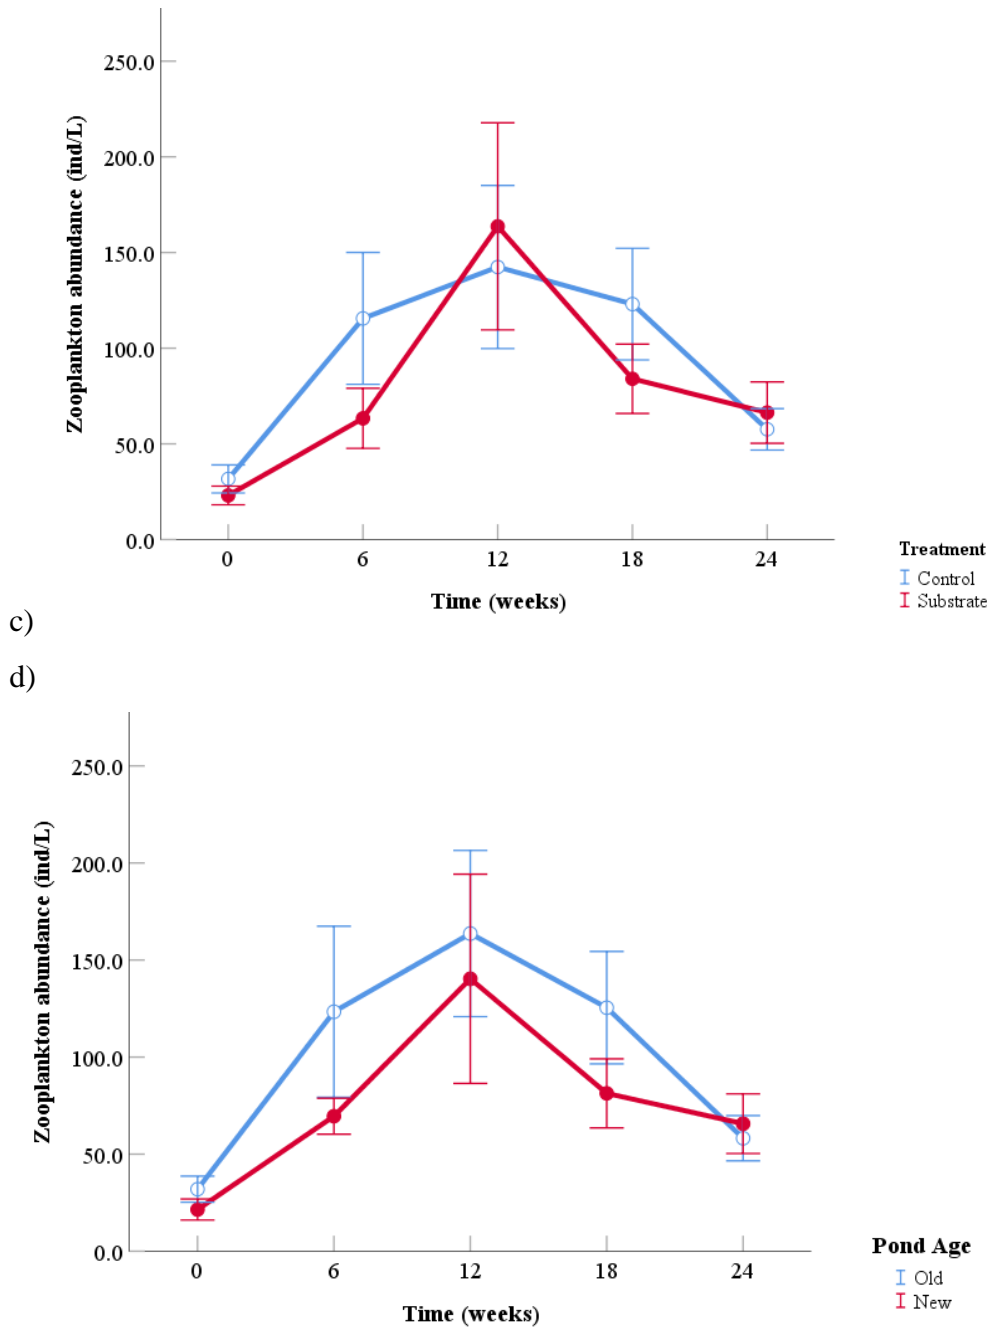 250.0
200.0
150.0
100.0
50.0
0.0
Zooplankton abundance (ind/L)
0 6 12 18 24
Time (weeks)
Treatment
Control
Substrate
c)
d)
250.0
200.0
150.0
100.0
50.0
0.0
Zooplankton abundance (ind/L)
0 6 12 18 24
Time (weeks)
Pond Age
Old
New